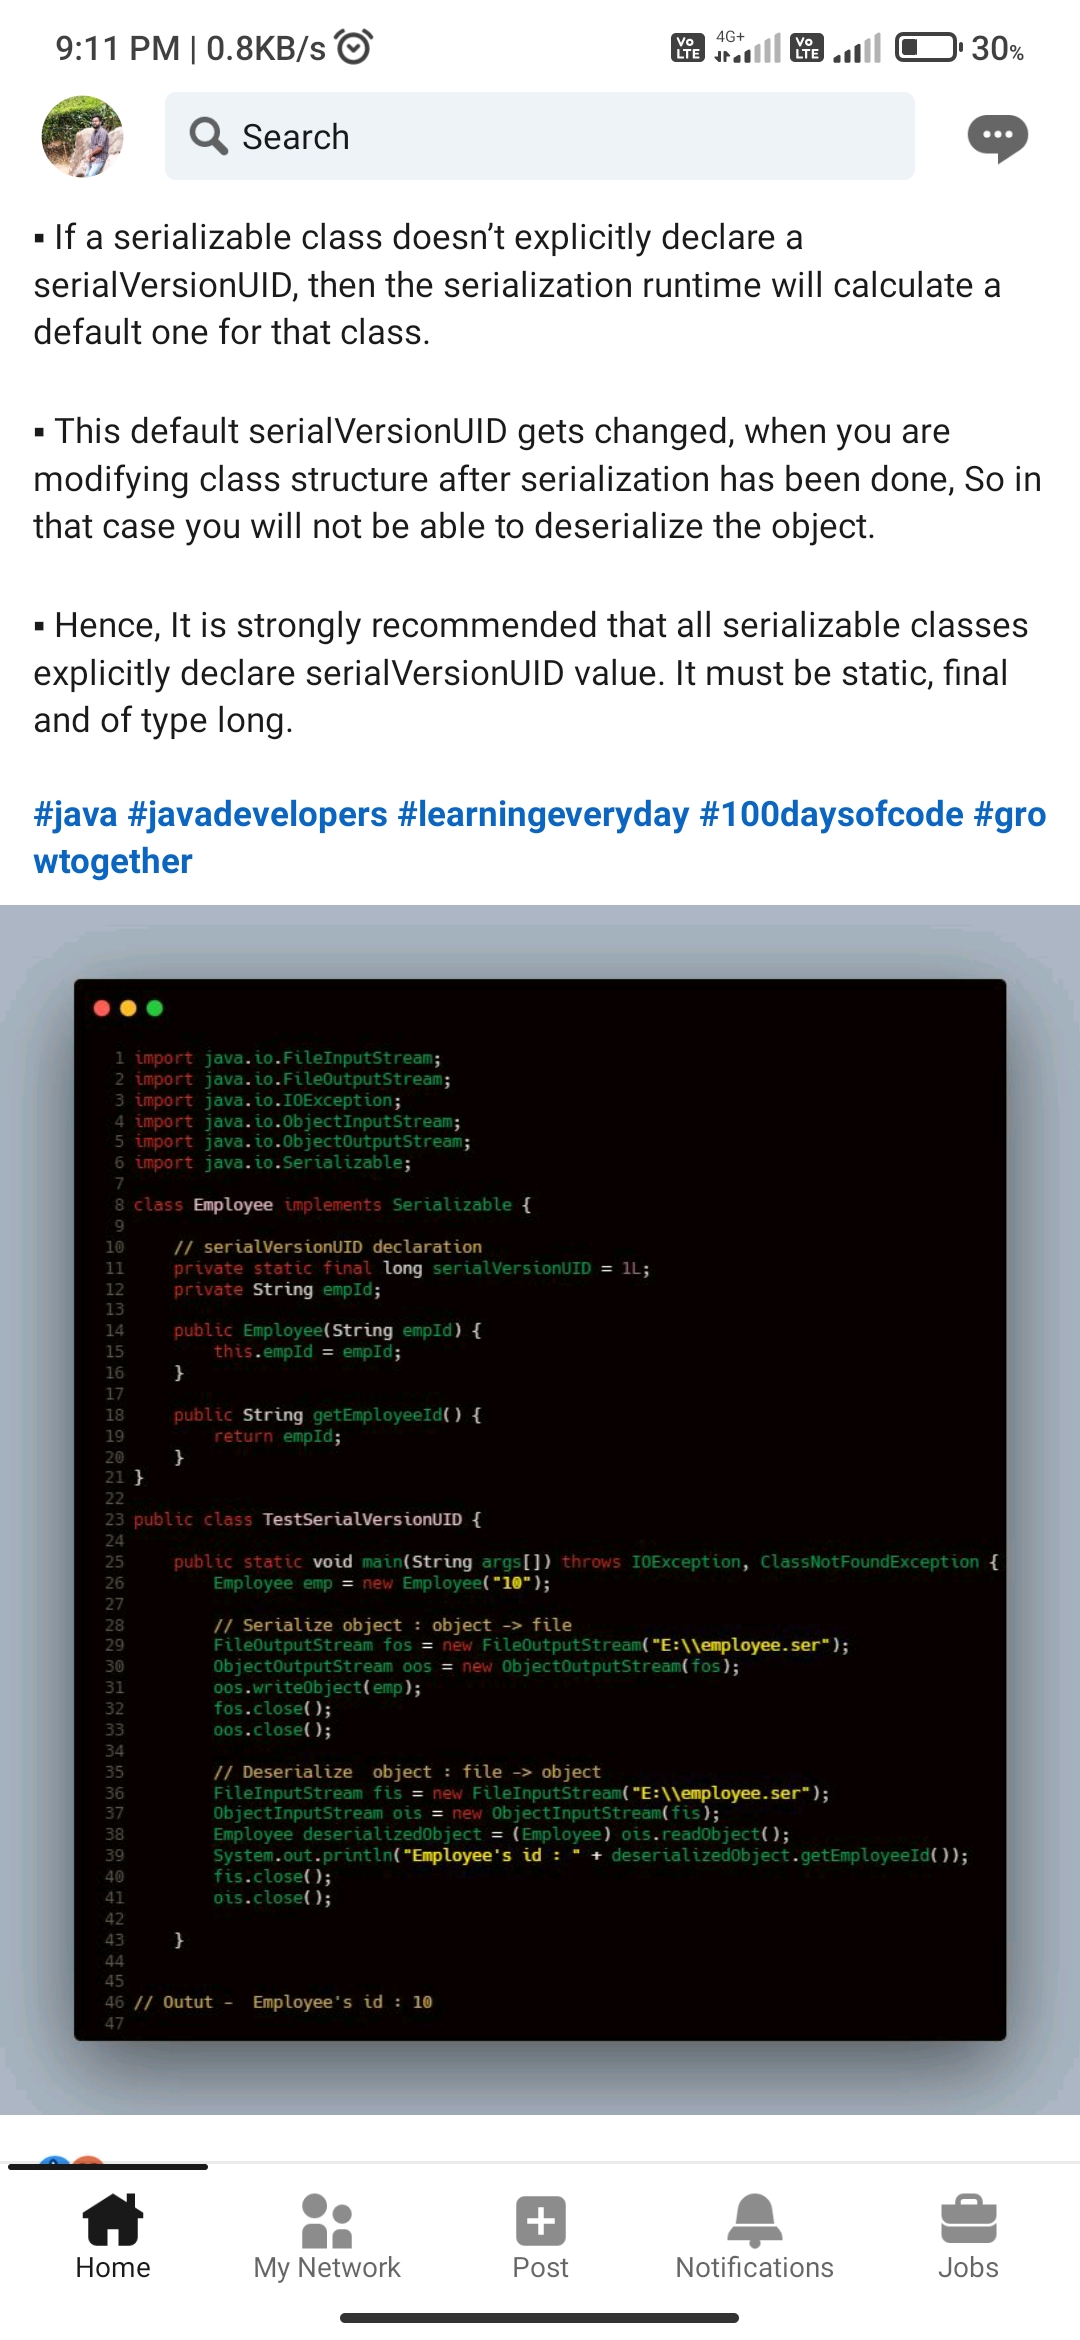 9:11 PM | 0.8KB/s
Vo LTE 4G+ Vo LTE 30%
Search
▪ If a serializable class doesn’t explicitly declare a
serialVersionUID, then the serialization runtime will calculate a
default one for that class.
▪ This default serialVersionUID gets changed, when you are
modifying class structure after serialization has been done, So in
that case you will not be able to deserialize the object.
▪ Hence, It is strongly recommended that all serializable classes
explicitly declare serialVersionUID value. It must be static, final
and of type long.
#java #javadevelopers #learningeveryday #100daysofcode #gro
wtogether
1 import java.io.FileInputStream;
2 import java.io.FileOutputStream;
3 import java.io.IOException;
4 import java.io.ObjectInputStream;
5 import java.io.ObjectOutputStream;
6 import java.io.Serializable;
7
8 class Employee implements Serializable {
9
10     // serialVersionUID declaration
11     private static final long serialVersionUID = 1L;
12     private String empId;
13
14     public Employee(String empId) {
15         this.empId = empId;
16     }
17
18     public String getEmployeeId() {
19         return empId;
20     }
21 }
22
23 public class TestSerialVersionUID {
24
25     public static void main(String args[]) throws IOException, ClassNotFoundException {
26         Employee emp = new Employee("10");
27
28         // Serialize object : object -> file
29         FileOutputStream fos = new FileOutputStream("E:\\employee.ser");
30         ObjectOutputStream oos = new ObjectOutputStream(fos);
31         oos.writeObject(emp);
32         fos.close();
33         oos.close();
34
35         // Deserialize  object : file -> object
36         FileInputStream fis = new FileInputStream("E:\\employee.ser");
37         ObjectInputStream ois = new ObjectInputStream(fis);
38         Employee deserializedObject = (Employee) ois.readObject();
39         System.out.println("Employee's id : " + deserializedObject.getEmployeeId());
40         fis.close();
41         ois.close();
42
43     }
44
45
46 // Outut -  Employee's id : 10
47
Home My Network Post Notifications Jobs